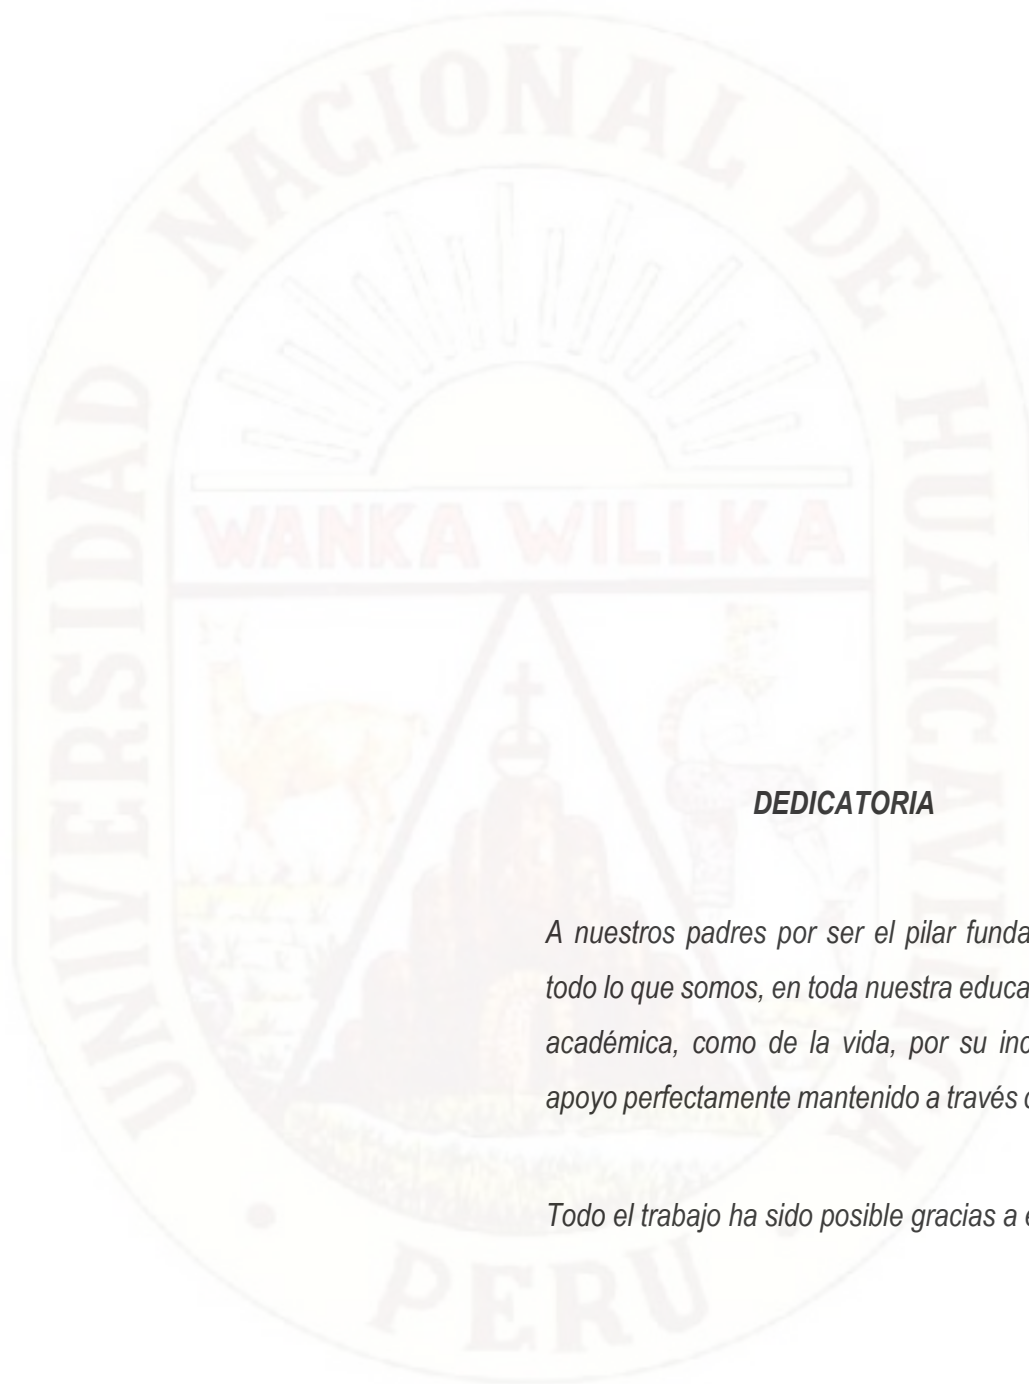 UNIVERSIDAD NACIONAL DE HUANCAVELICA
WANKA WILLKA
PERU
DEDICATORIA
A nuestros padres por ser el pilar funda
todo lo que somos, en toda nuestra educa
académica, como de la vida, por su inc
apoyo perfectamente mantenido a través
Todo el trabajo ha sido posible gracias a